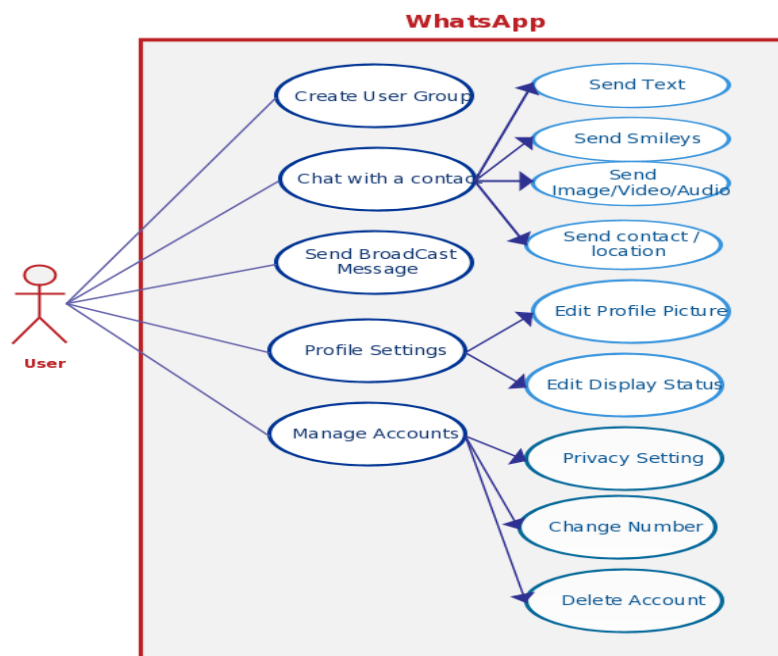 WhatsApp
Create User Group
Chat with a contact
Send BroadCast
Message
Profile Settings
Manage Accounts
Send Text
Send Smileys
Send
Image/Video/Audio
Send contact /
location
Edit Profile Picture
Edit Display Status
Privacy Setting
Change Number
Delete Account
User